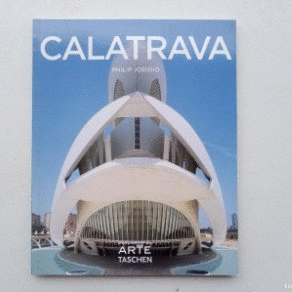 CALATRAVA
PHILIP JODIDIO
ARTE
TASCHEN